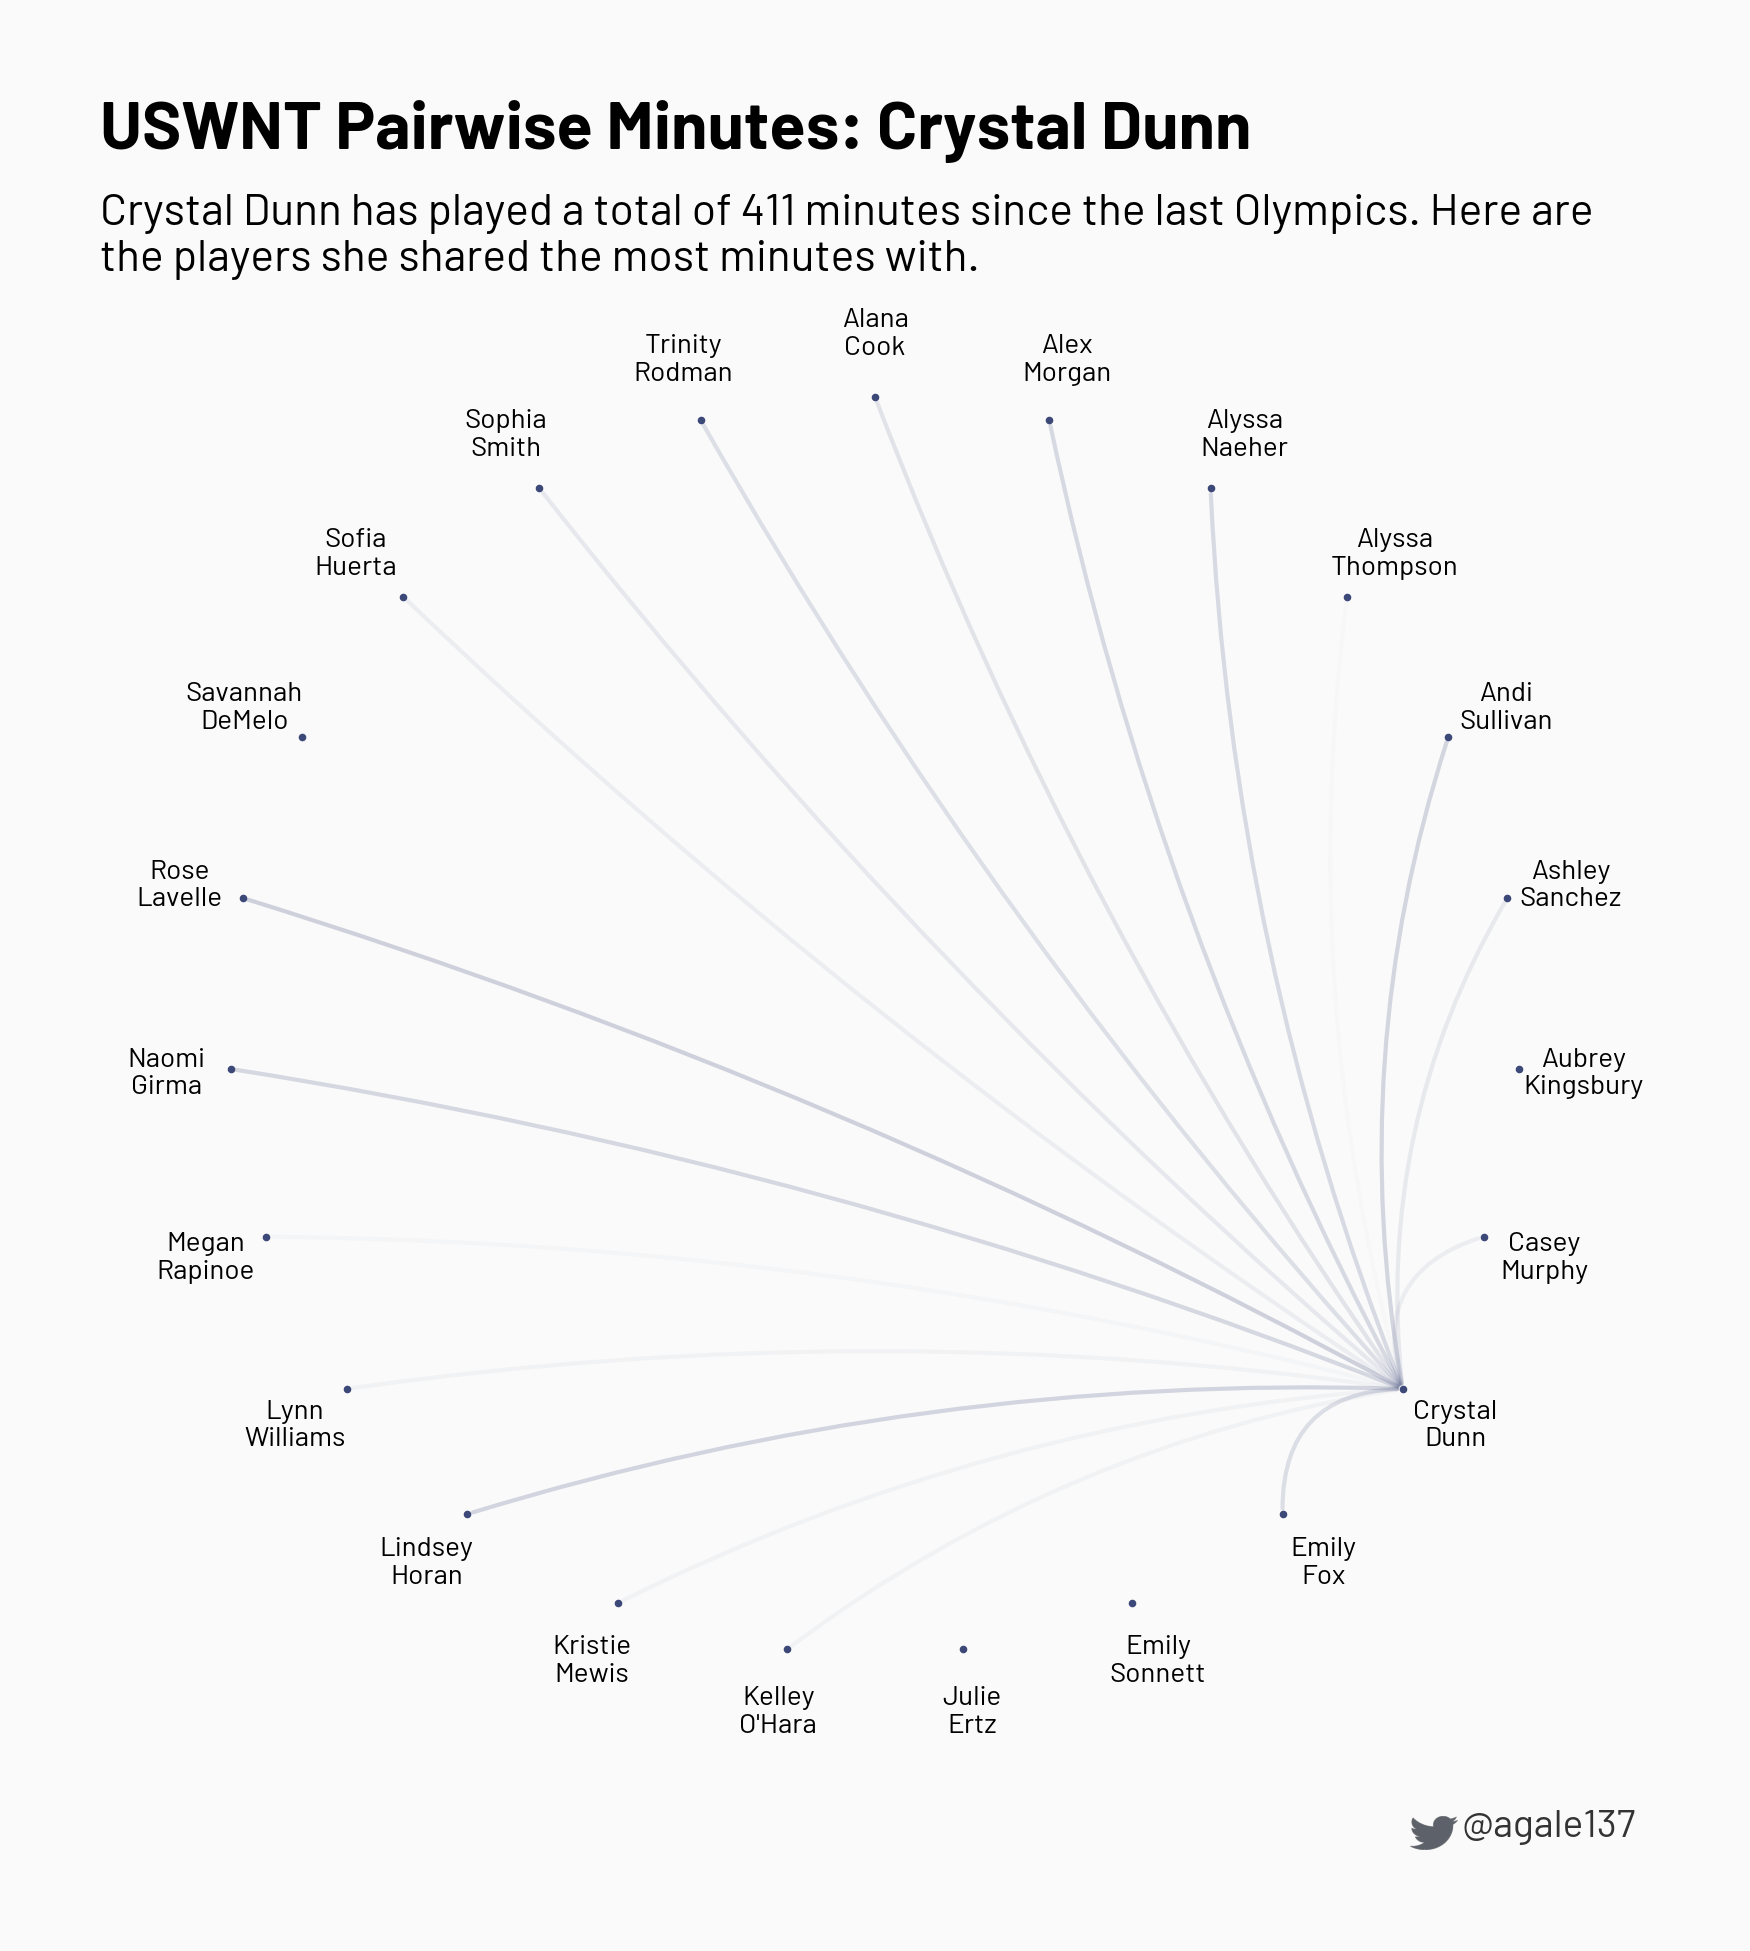 USWNT Pairwise Minutes: Crystal Dunn
Crystal Dunn has played a total of 411 minutes since the last Olympics. Here are
the players she shared the most minutes with.
Alana
Cook
Trinity
Rodman
Alex
Morgan
Sophia
Smith
Alyssa
Naeher
Sofia
Huerta
Alyssa
Thompson
Savannah
DeMelo
Andi
Sullivan
Rose
Lavelle
Ashley
Sanchez
Naomi
Girma
Aubrey
Kingsbury
Megan
Rapinoe
Casey
Murphy
Lynn
Williams
Crystal
Dunn
Lindsey
Horan
Emily
Fox
Kristie
Mewis
Emily
Sonnett
Kelley
O'Hara
Julie
Ertz
@agale137